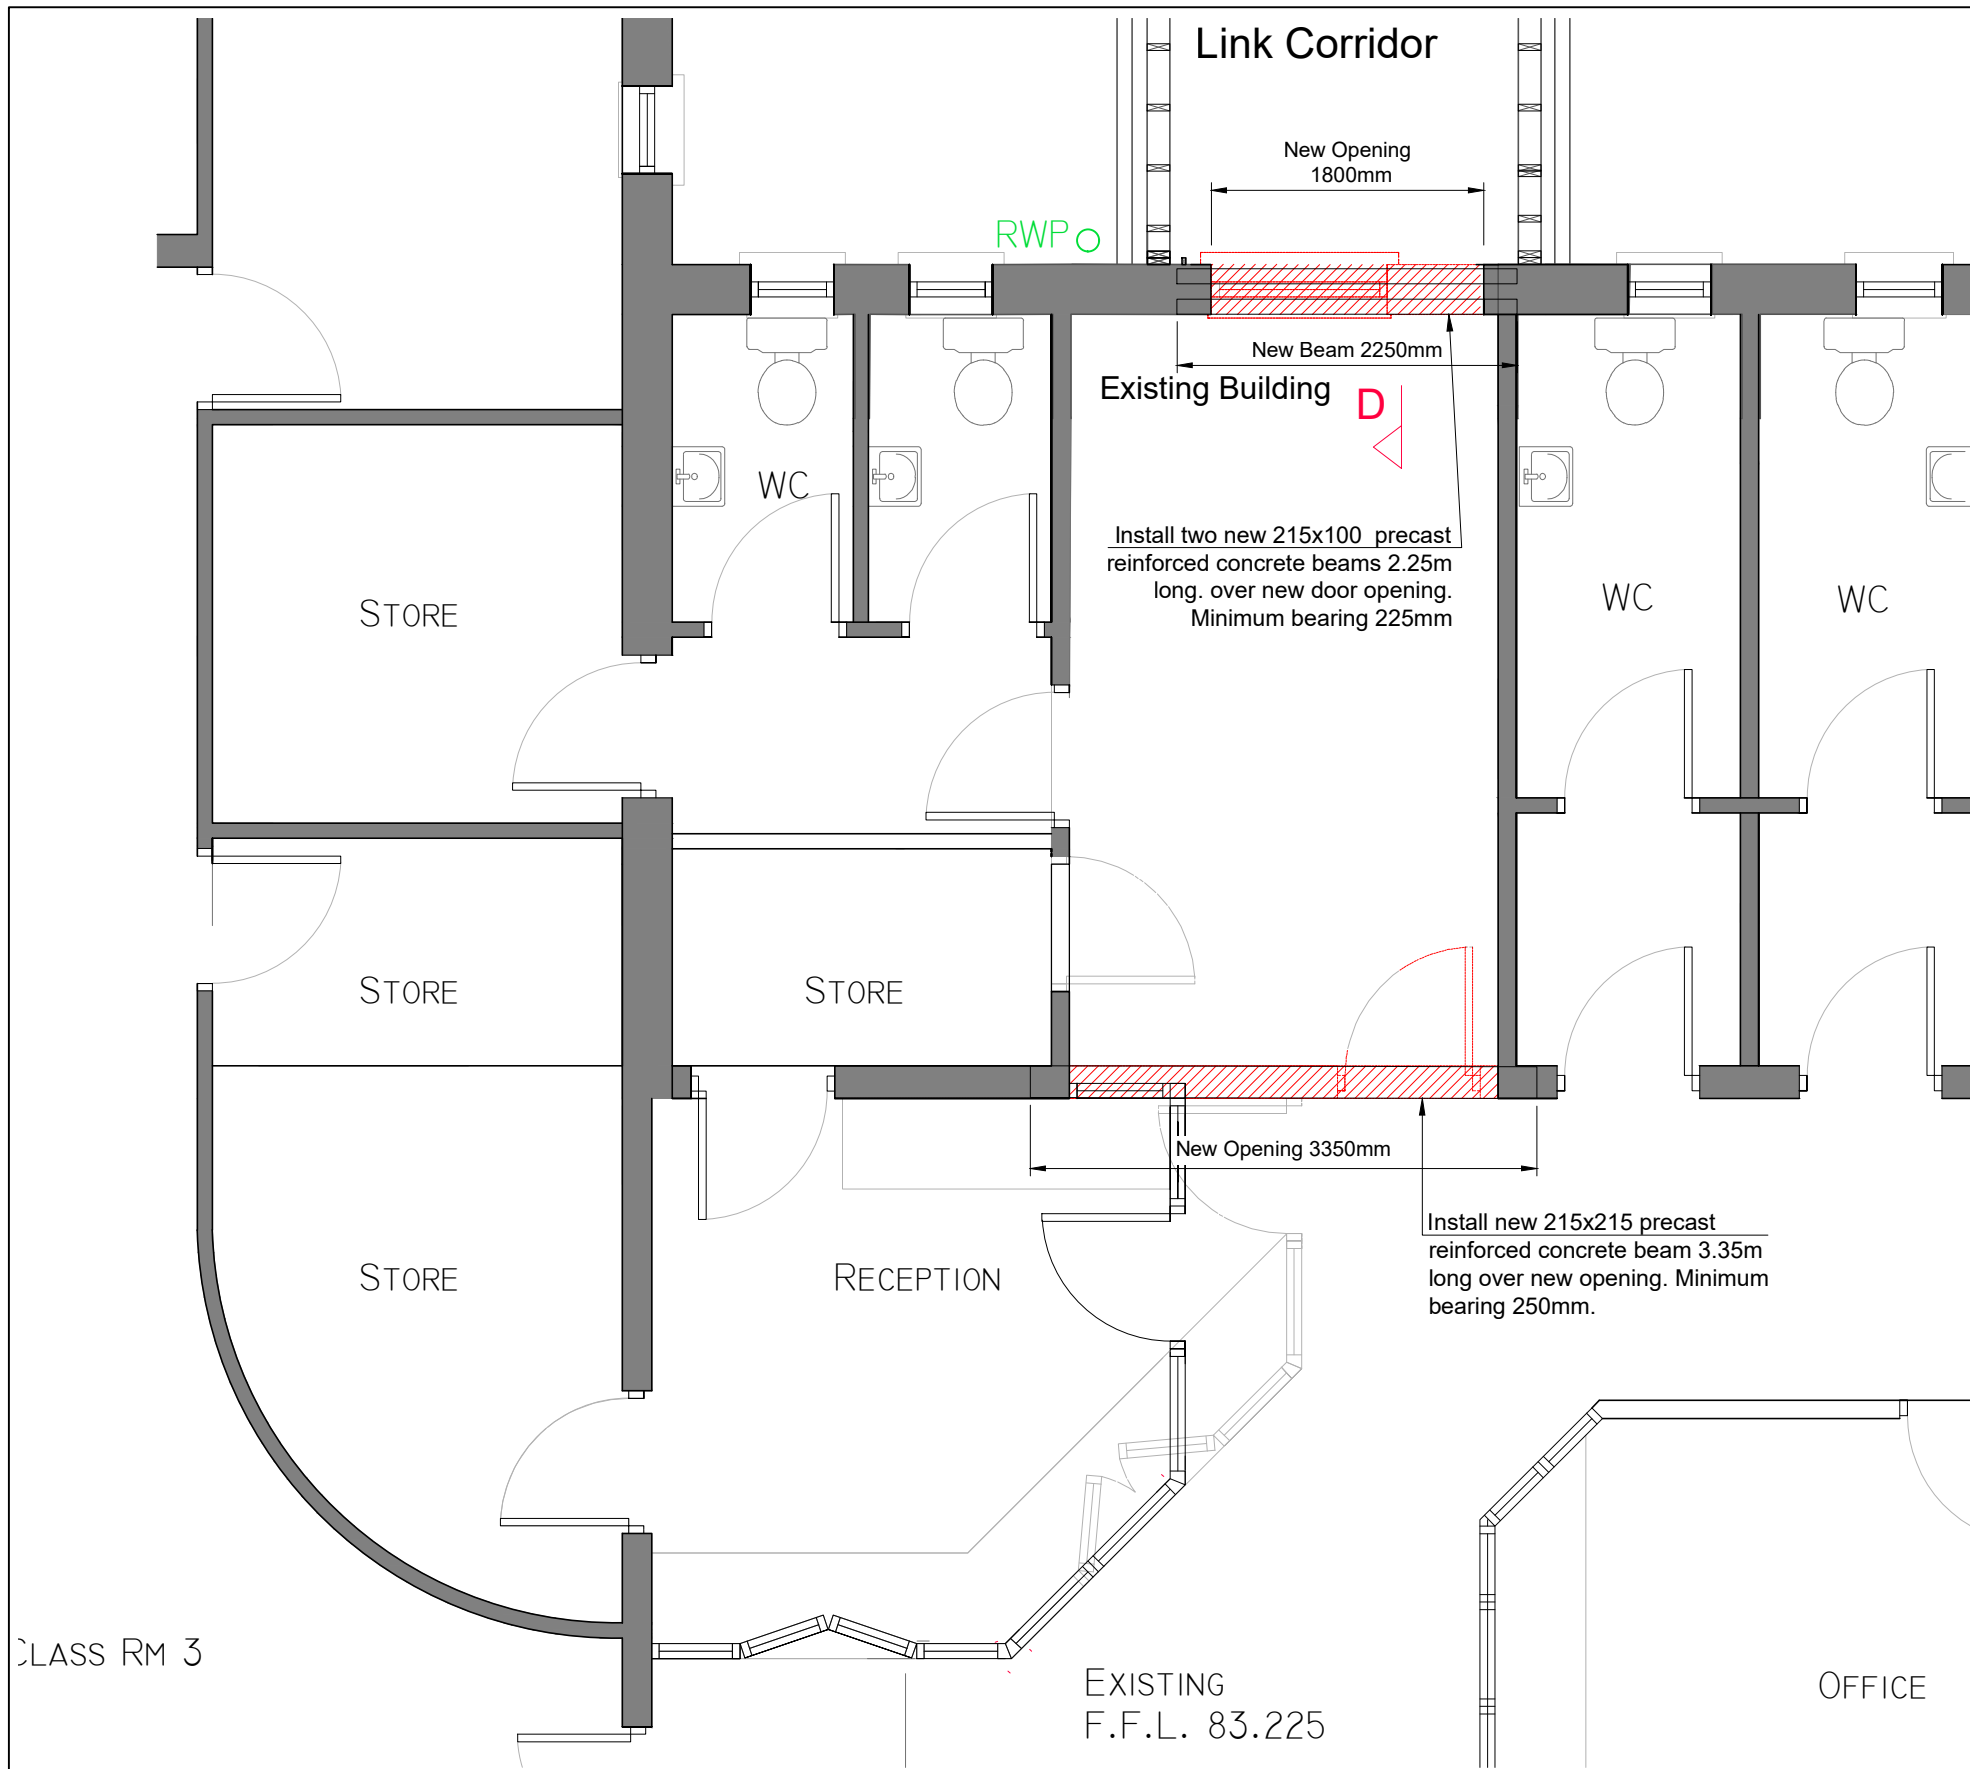 Link Corridor
New Opening
1800mm
RWP
New Beam 2250mm
Existing Building
D
WC
Install two new 215x100 precast
reinforced concrete beams 2.25m
long. over new door opening.
Minimum bearing 225mm
STORE
WC
WC
STORE
STORE
New Opening 3350mm
Install new 215x215 precast
reinforced concrete beam 3.35m
long over new opening. Minimum
bearing 250mm.
STORE
RECEPTION
CLASS RM 3
EXISTING
F.F.L. 83.225
OFFICE